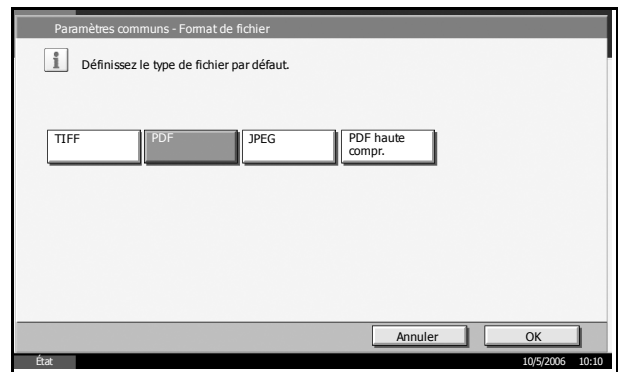 Paramètres communs - Format de fichier
Définissez le type de fichier par défaut.
TIFF
PDF
JPEG
PDF haute
compr.
Annuler
OK
État
10/5/2006 10:10